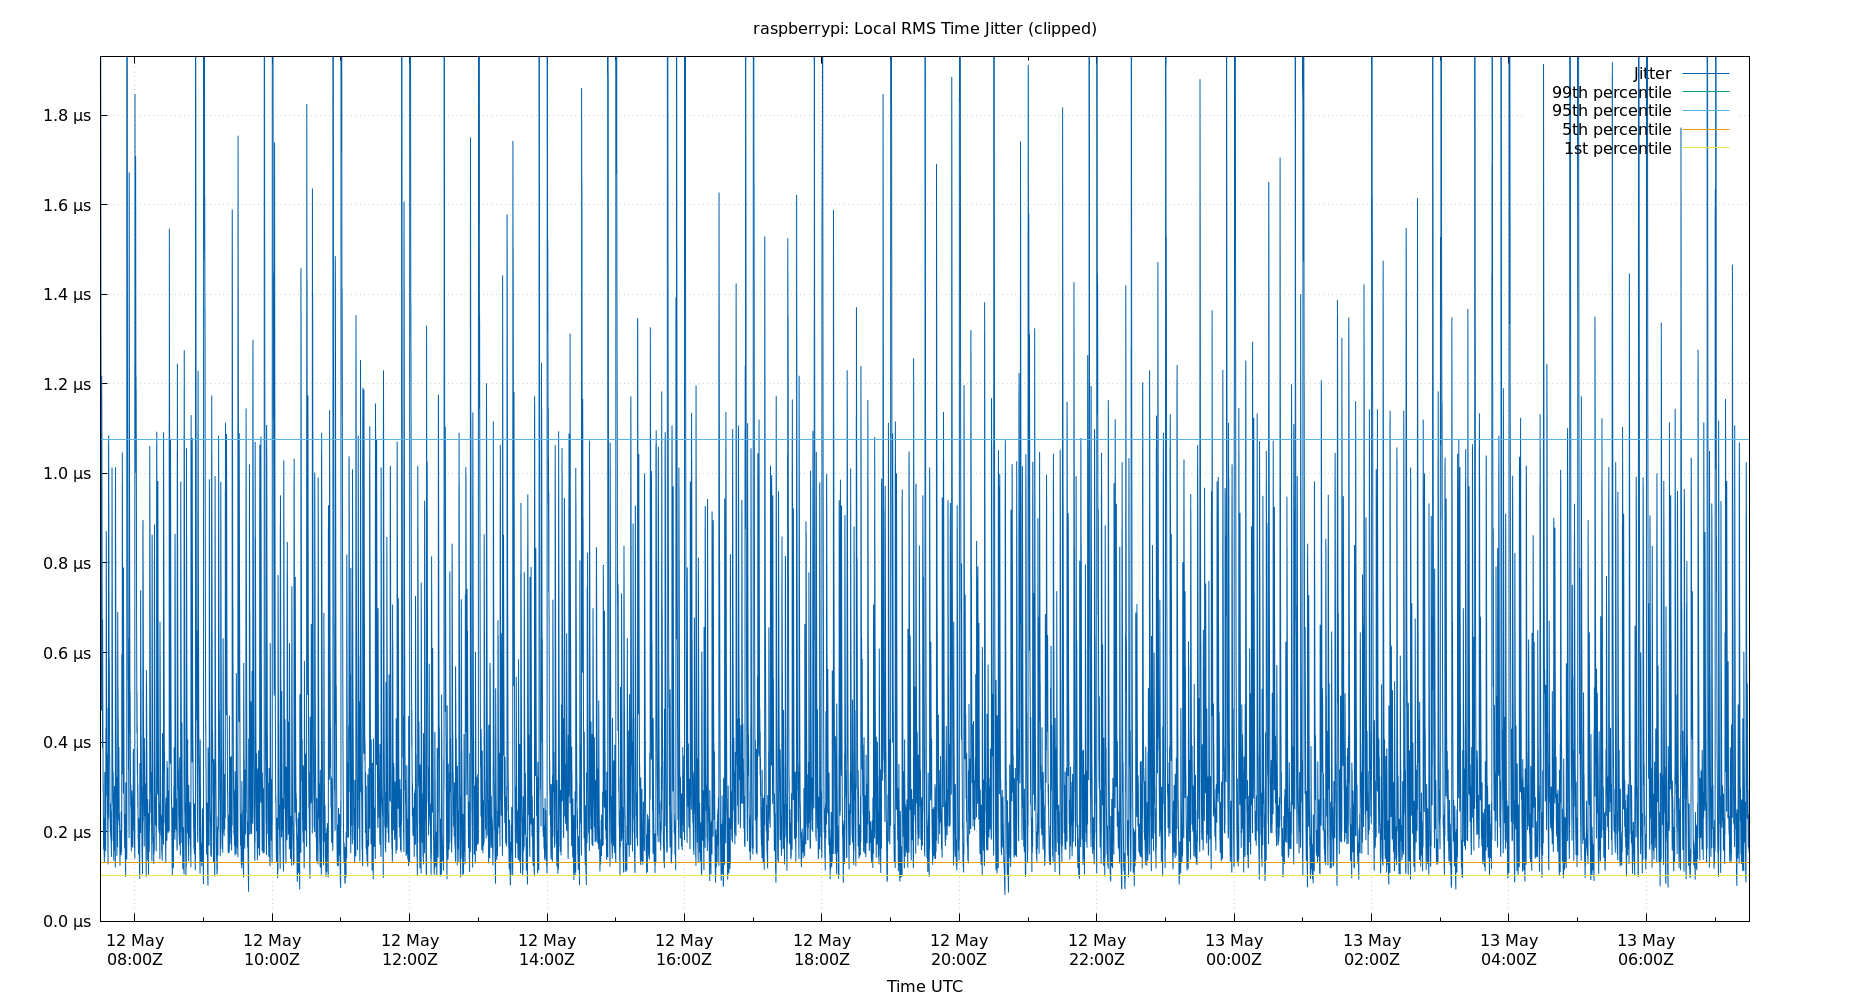 raspberrypi: Local RMS Time Jitter (clipped)
Jitter
99th percentile
95th percentile
5th percentile
1st percentile
1.8 µs
1.6 µs
1.4 µs
1.2 µs
1.0 µs
0.8 µs
0.6 µs
0.4 µs
0.2 µs
0.0 µs
12 May 12 May 12 May 12 May 12 May 12 May 12 May 12 May 13 May 13 May 13 May 13 May
08:00Z 10:00Z 12:00Z 14:00Z 16:00Z 18:00Z 20:00Z 22:00Z 00:00Z 02:00Z 04:00Z 06:00Z
Time UTC